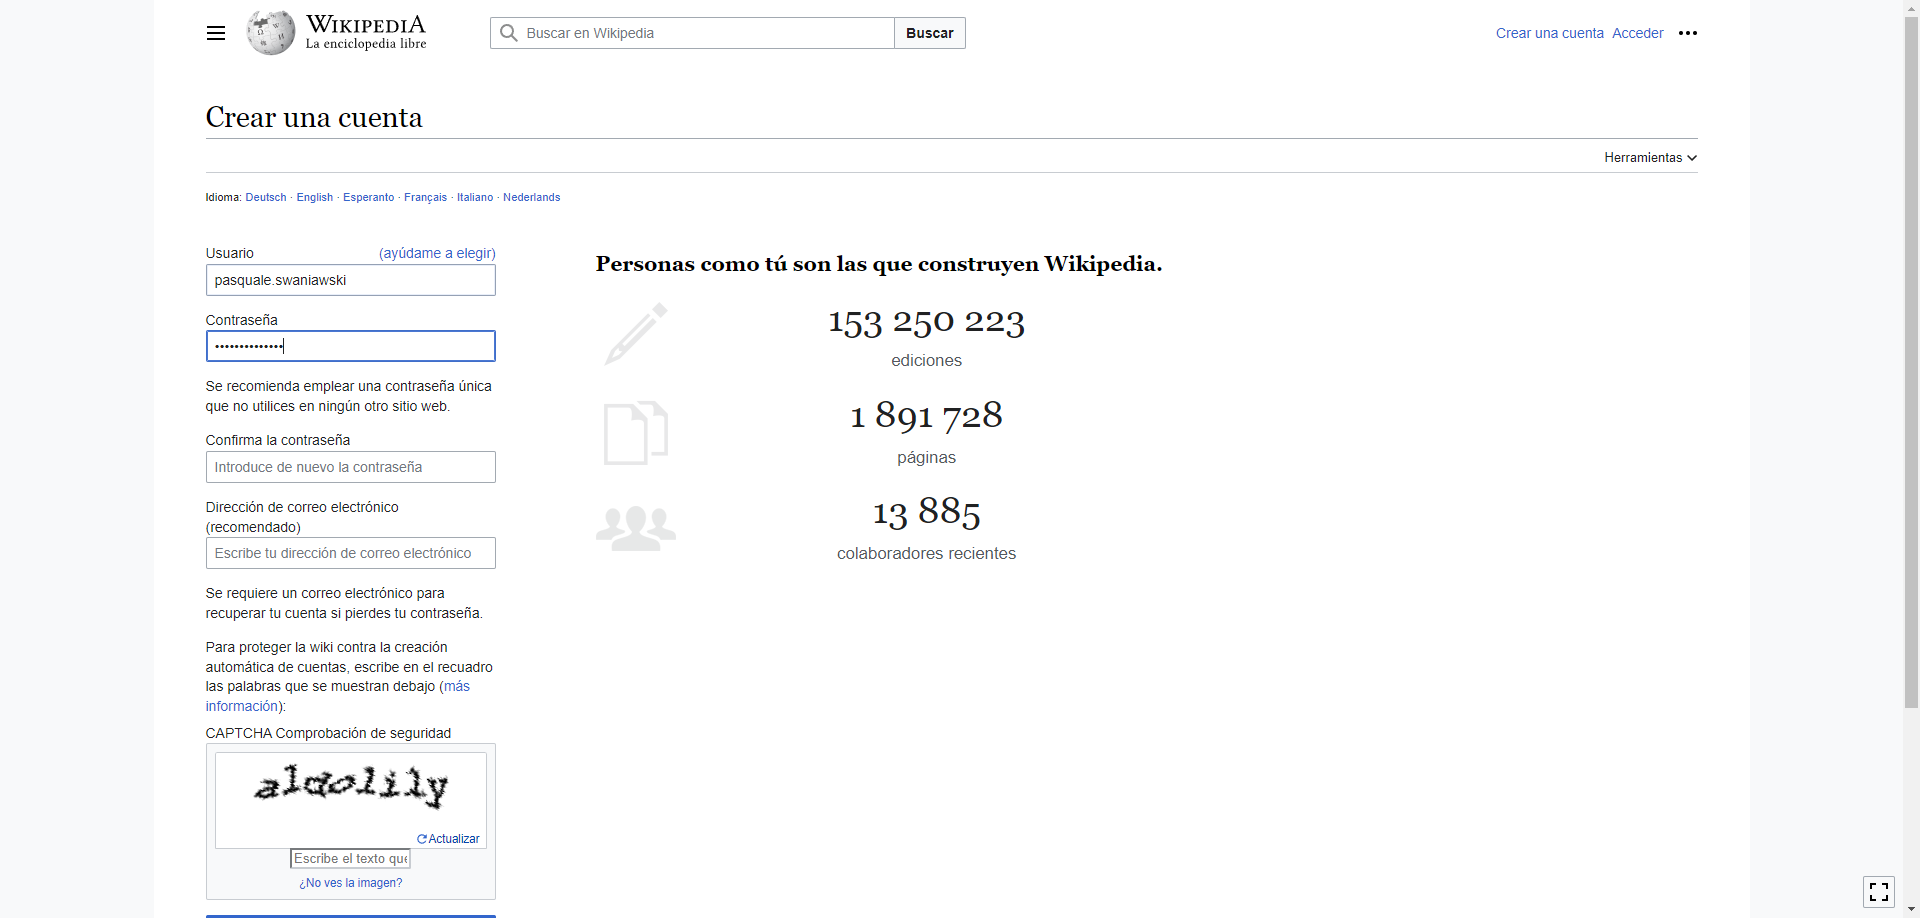 WIKIPEDIA
La enciclopedia libre
Buscar en Wikipedia
Buscar
Crear una cuenta Acceder
Crear una cuenta
Herramientas
Idioma: Deutsch · English · Esperanto · Français · Italiano · Nederlands
Usuario (ayúdame a elegir)
pasquale.swaniawski
Contraseña
••••••••••••••
Se recomienda emplear una contraseña única
que no utilices en ningún otro sitio web.
Confirma la contraseña
Introduce de nuevo la contraseña
Dirección de correo electrónico
(recomendado)
Escribe tu dirección de correo electrónico
Se requiere un correo electrónico para
recuperar tu cuenta si pierdes tu contraseña.
Para proteger la wiki contra la creación
automática de cuentas, escribe en el recuadro
las palabras que se muestran debajo (más
información):
CAPTCHA Comprobación de seguridad
Actualizar
Escribe el texto que
¿No ves la imagen?
Personas como tú son las que construyen Wikipedia.
153 250 223
ediciones
1 891 728
páginas
13 885
colaboradores recientes